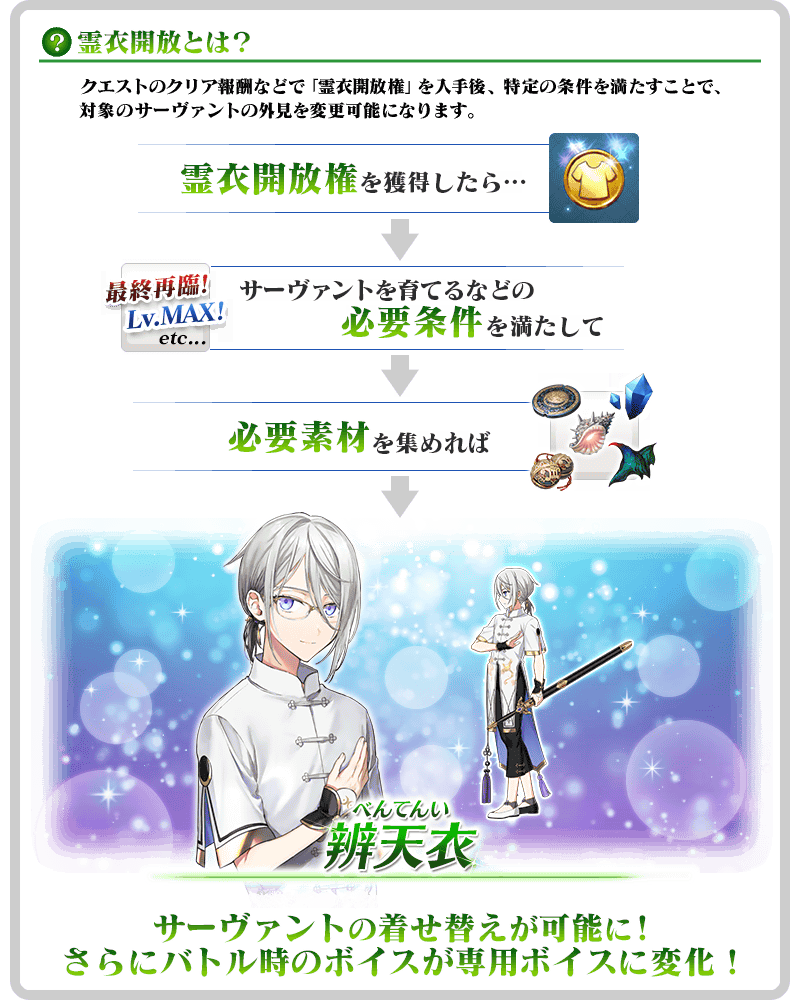 ?霊衣開放とは?
クエストのクリア報酬などで「霊衣開放権」を入手後、特定の条件を満たすことで、
対象のサーヴァントの外見を変更可能になります。
霊衣開放権を獲得したら…
最終再臨!
Lv.MAX!
etc...
サーヴァントを育てるなどの
必要条件を満たして
必要素材を集めれば
べんてんい
辨天衣
サーヴァントの着せ替えが可能に!
さらにバトル時のボイスが専用ボイスに変化!